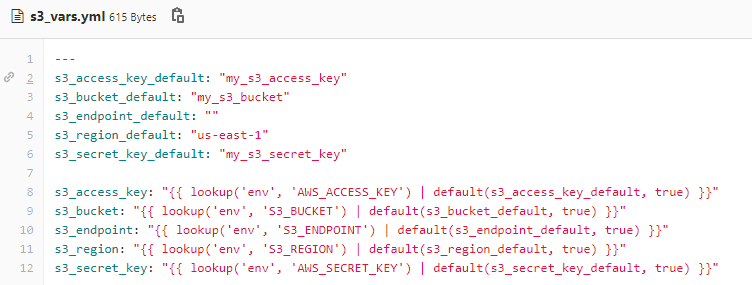 s3_vars.yml 615 Bytes
1 ---
2 s3_access_key_default: "my_s3_access_key"
3 s3_bucket_default: "my_s3_bucket"
4 s3_endpoint_default: ""
5 s3_region_default: "us-east-1"
6 s3_secret_key_default: "my_s3_secret_key"
7
8 s3_access_key: "{{ lookup('env', 'AWS_ACCESS_KEY') | default(s3_access_key_default, true) }}"
9 s3_bucket: "{{ lookup('env', 'S3_BUCKET') | default(s3_bucket_default, true) }}"
10 s3_endpoint: "{{ lookup('env', 'S3_ENDPOINT') | default(s3_endpoint_default, true) }}"
11 s3_region: "{{ lookup('env', 'S3_REGION') | default(s3_region_default, true) }}"
12 s3_secret_key: "{{ lookup('env', 'AWS_SECRET_KEY') | default(s3_secret_key_default, true) }}"